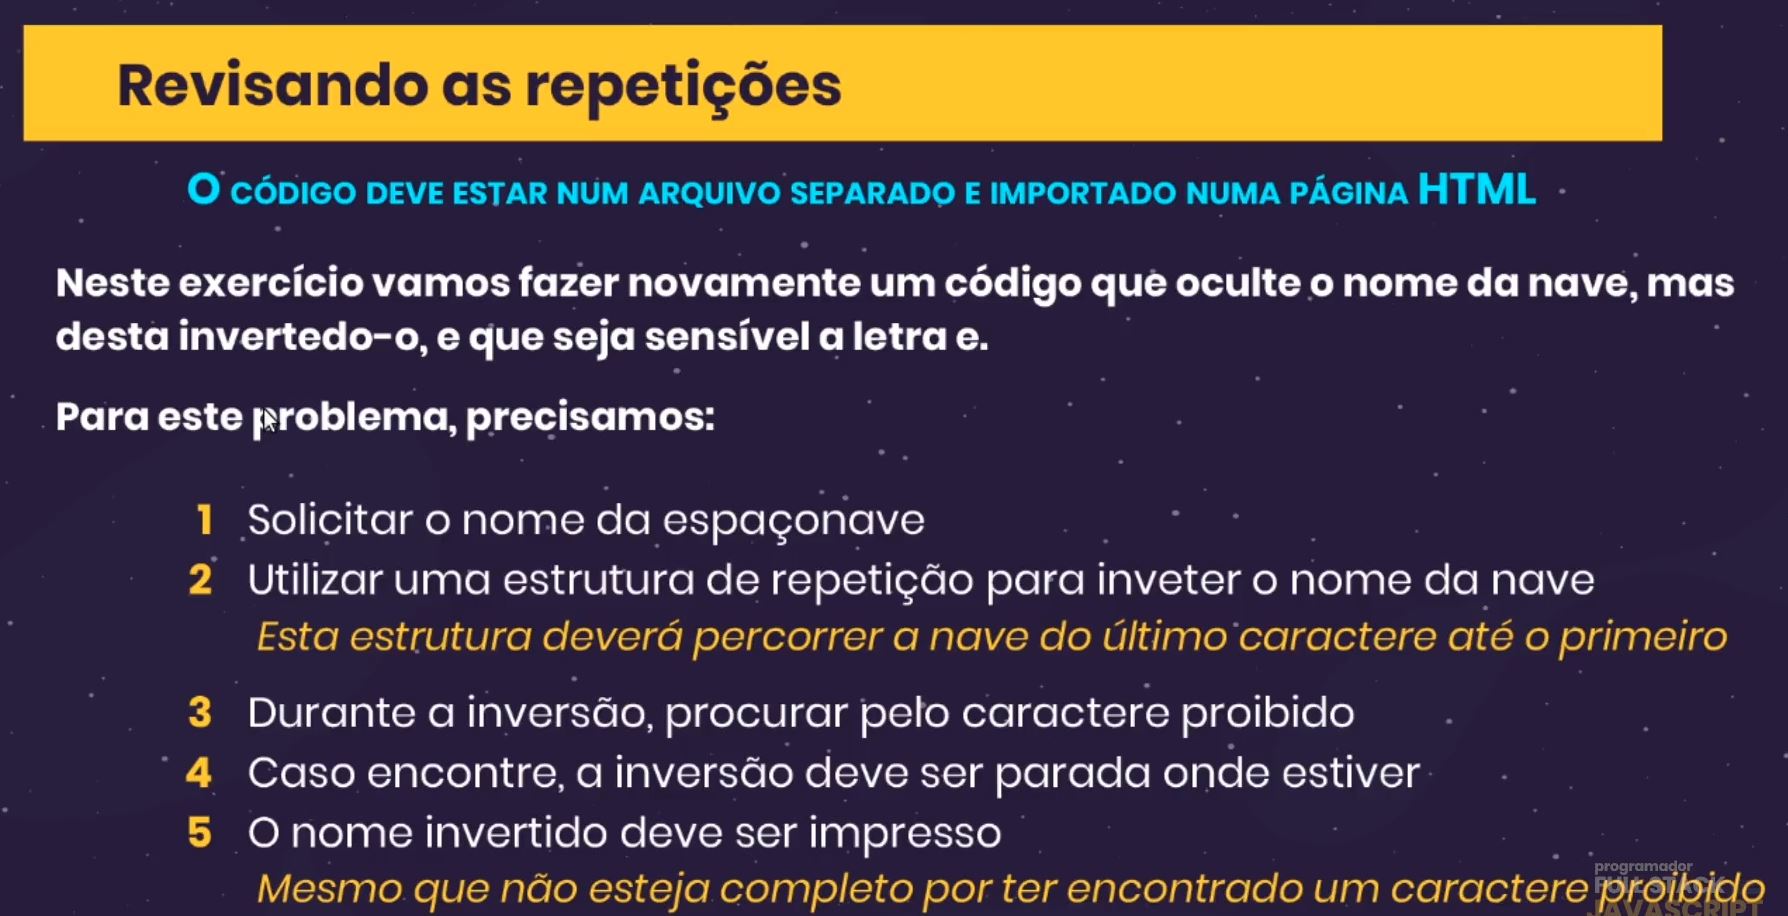 Revisando as repetições
O CÓDIGO DEVE ESTAR NUM ARQUIVO SEPARADO E IMPORTADO NUMA PÁGINA HTML
Neste exercício vamos fazer novamente um código que oculte o nome da nave, mas
desta invertedo-o, e que seja sensível a letra e.
Para este problema, precisamos:
1 Solicitar o nome da espaçonave
2 Utilizar uma estrutura de repetição para inveter o nome da nave
Esta estrutura deverá percorrer a nave do último caractere até o primeiro
3 Durante a inversão, procurar pelo caractere proibido
4 Caso encontre, a inversão deve ser parada onde estiver
5 O nome invertido deve ser impresso
Mesmo que não esteja completo por ter encontrado um caractere proibido
programador
FULL STACK
JAVASCRIPT